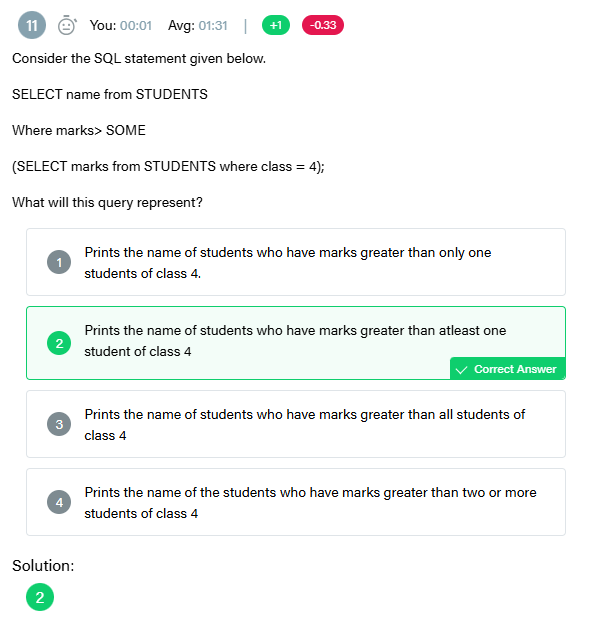 11 You: 00:01 Avg: 01:31 | +1 -0.33
Consider the SQL statement given below.
SELECT name from STUDENTS
Where marks> SOME
(SELECT marks from STUDENTS where class = 4);
What will this query represent?
1 Prints the name of students who have marks greater than only one
students of class 4.
2 Prints the name of students who have marks greater than atleast one
student of class 4
Correct Answer
3 Prints the name of students who have marks greater than all students of
class 4
4 Prints the name of the students who have marks greater than two or more
students of class 4
Solution:
2